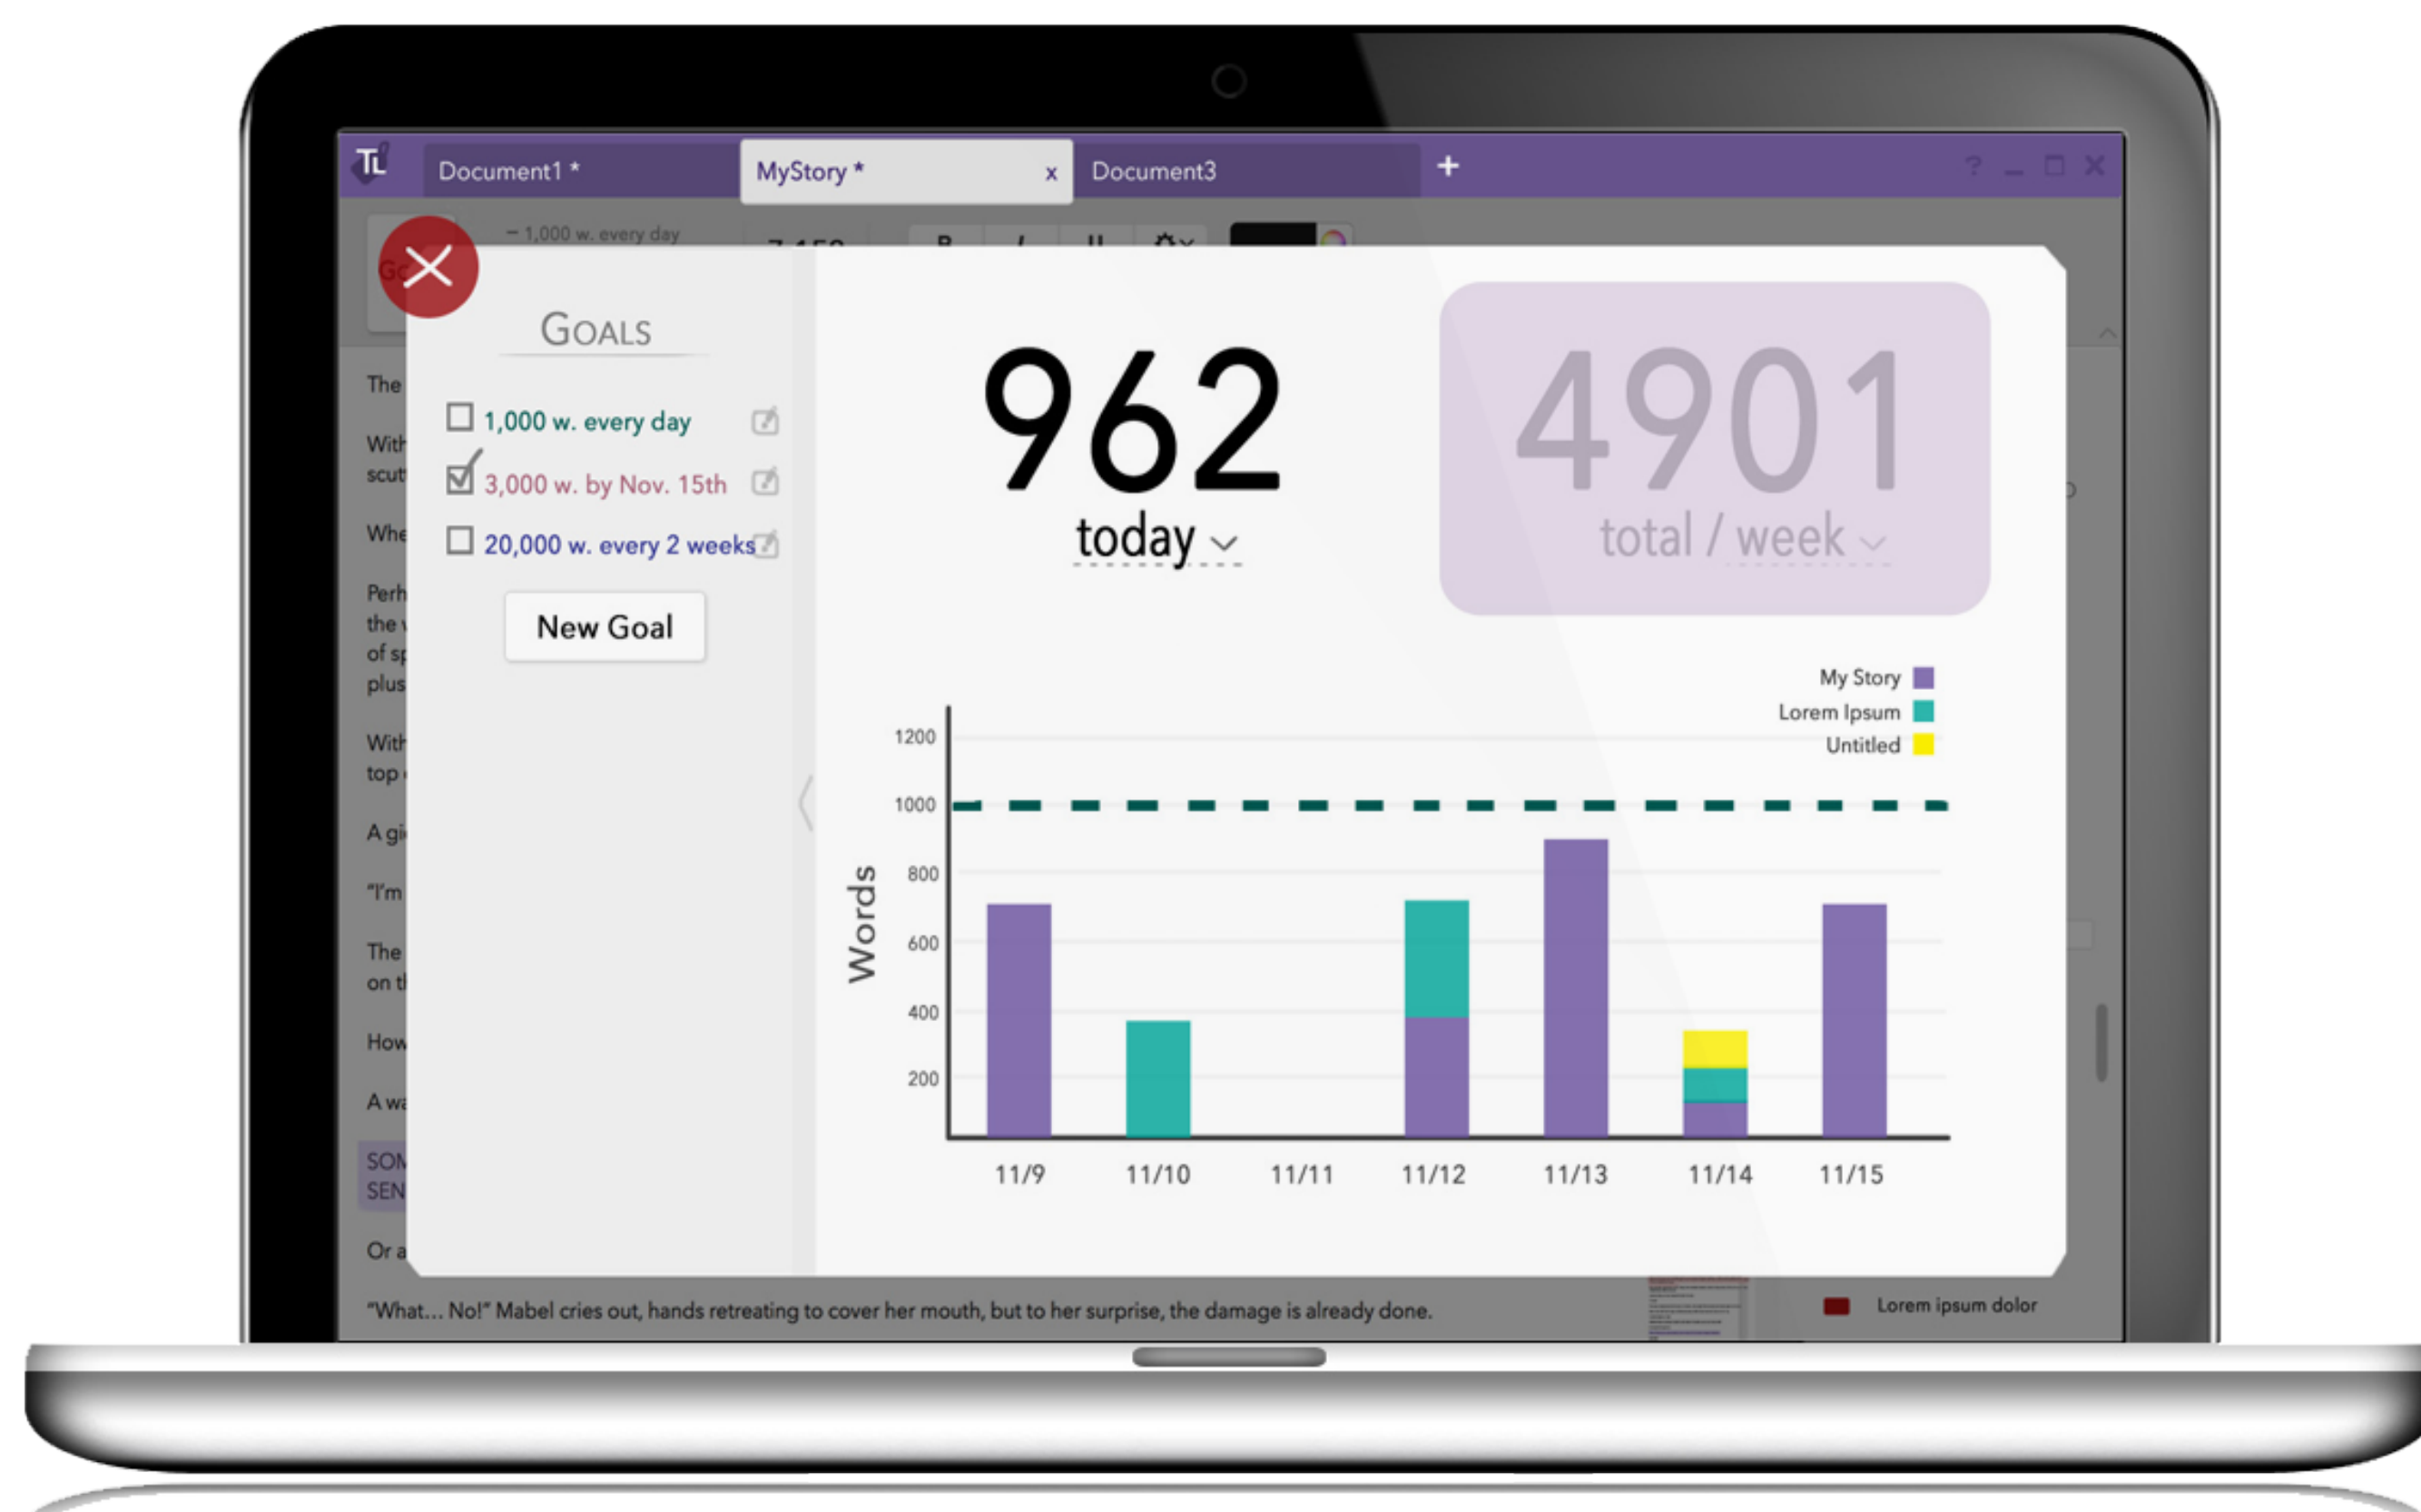 TL
Document1 *
MyStory *
x
Document3
+
?
– 1,000 w. every day
GOALS
1,000 w. every day
3,000 w. by Nov. 15th
20,000 w. every 2 weeks
New Goal
962
today
4901
total / week
My Story
Lorem Ipsum
Untitled
Words
1200
1000
800
600
400
200
11/9
11/10
11/11
11/12
11/13
11/14
11/15
The
With
A
"I'm
The
How
A
Or a
"What... No!" Mabel cries out, hands retreating to cover her mouth, but to her surprise, the damage is already done.
Lorem ipsum dolor